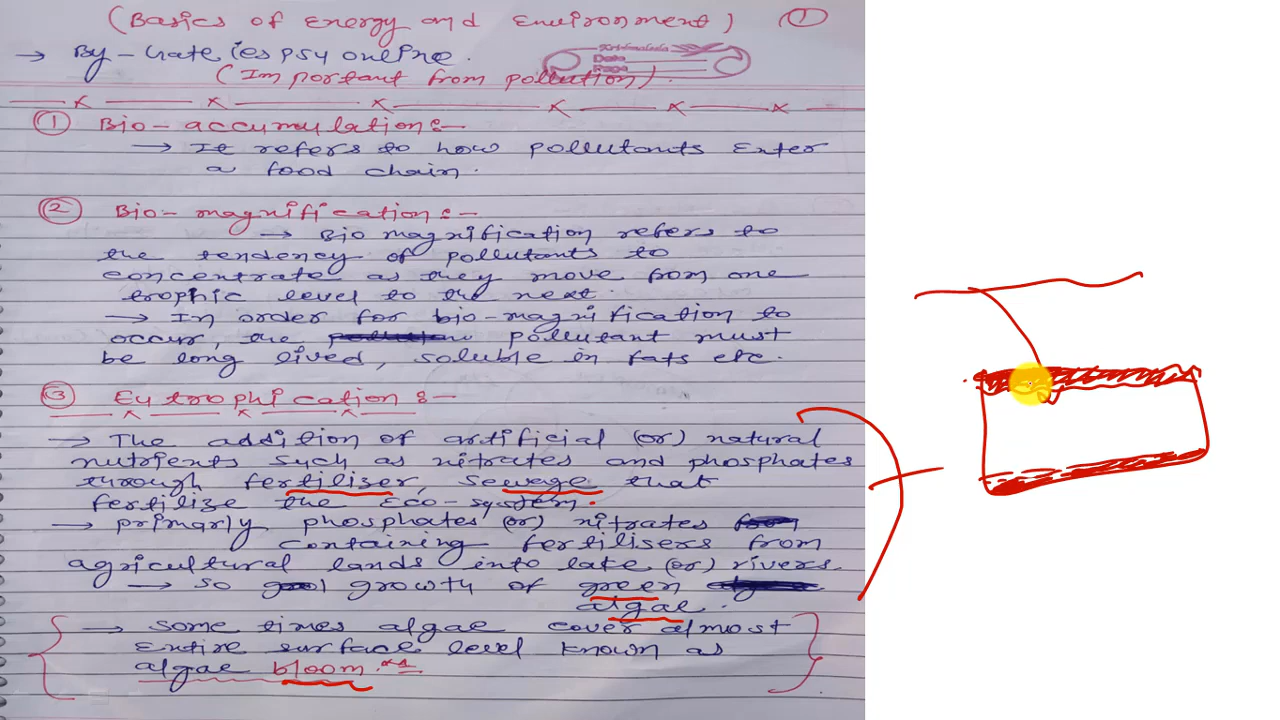 (Basics of Energy and Environment) 1
→ By - Gate ies psu online.
Krishnalala
Date
Page
(Important from pollution).
① Bio-accumulation:-
→ It refers to how pollutants enter
a food chain.
② Bio-magnification:-
→ Bio magnification refers to
the tendency of pollutants to
concentrate as they move from one
trophic level to the next.
→ In order for bio-magnification to
occur, the pollutant must
be long lived, soluble in fats etc.
③ Eutrophication:-
→ The addition of artificial (or) natural
nutrients such as nitrates and phosphates
through fertiliser, sewage that
fertilize the Eco-system.
→ primarly phosphates (or) nitrates
containing fertilisers from
agricultural lands into late (or) rivers.
→ so growth of green
algae.
→ some times algae cover almost
entire surface level known as
algae bloom.